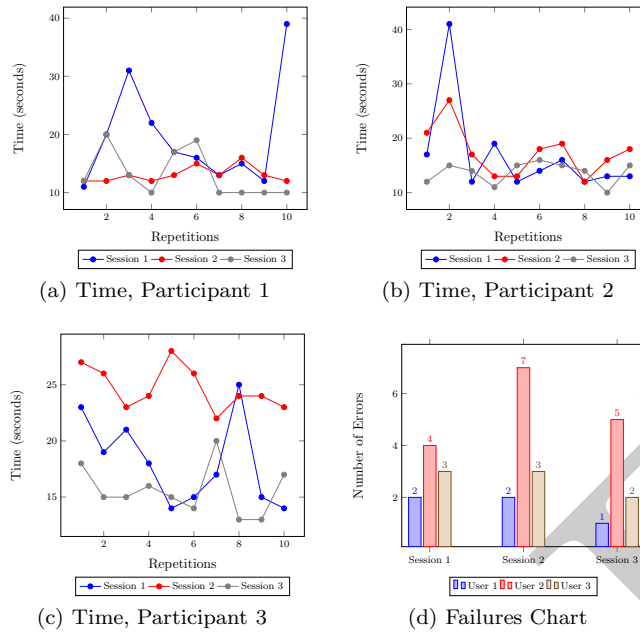 40
30
20
10
Time (seconds)
2 4 6 8 10
Repetitions
Session 1 Session 2 Session 3
(a) Time, Participant 1
40
30
20
10
Time (seconds)
2 4 6 8 10
Repetitions
Session 1 Session 2 Session 3
(b) Time, Participant 2
25
20
15
Time (seconds)
2 4 6 8 10
Repetitions
Session 1 Session 2 Session 3
(c) Time, Participant 3
6
4
2
Number of Errors
2 4 3
2 7 3
1 5 2
Session 1 Session 2 Session 3
User 1 User 2 User 3
(d) Failures Chart